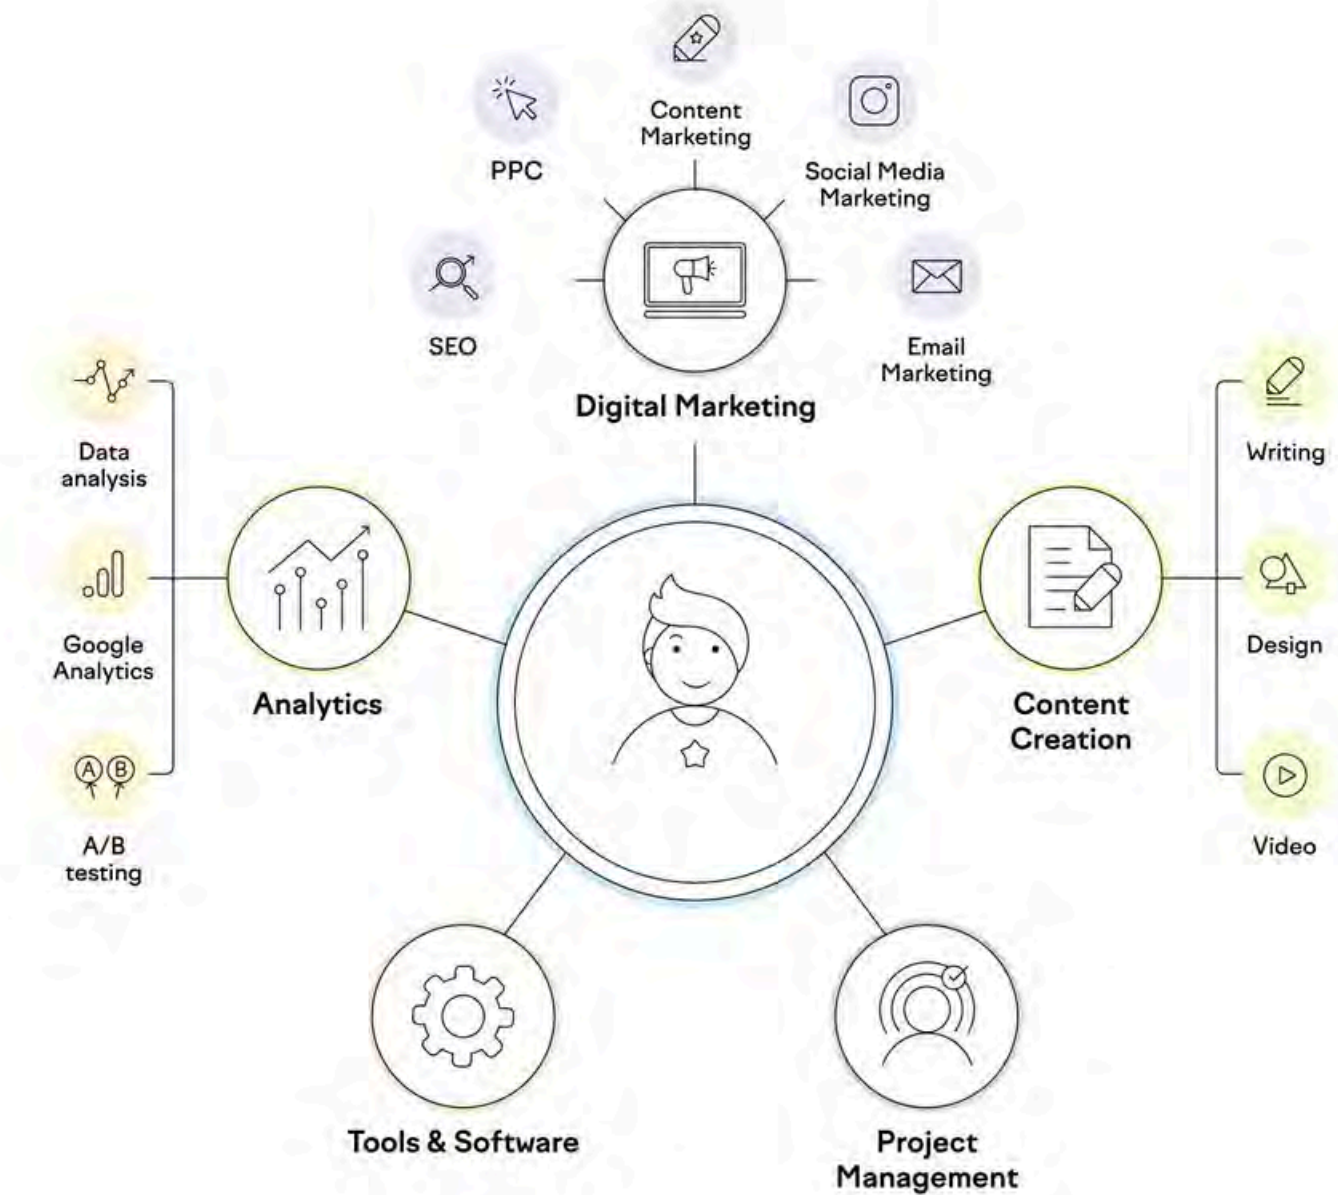 Content
Marketing
PPC
Social Media
Marketing
SEO
Email
Marketing
Digital Marketing
Data
analysis
Google
Analytics
A
B
A/B
testing
Analytics
Writing
Design
Video
Content
Creation
Tools & Software
Project
Management